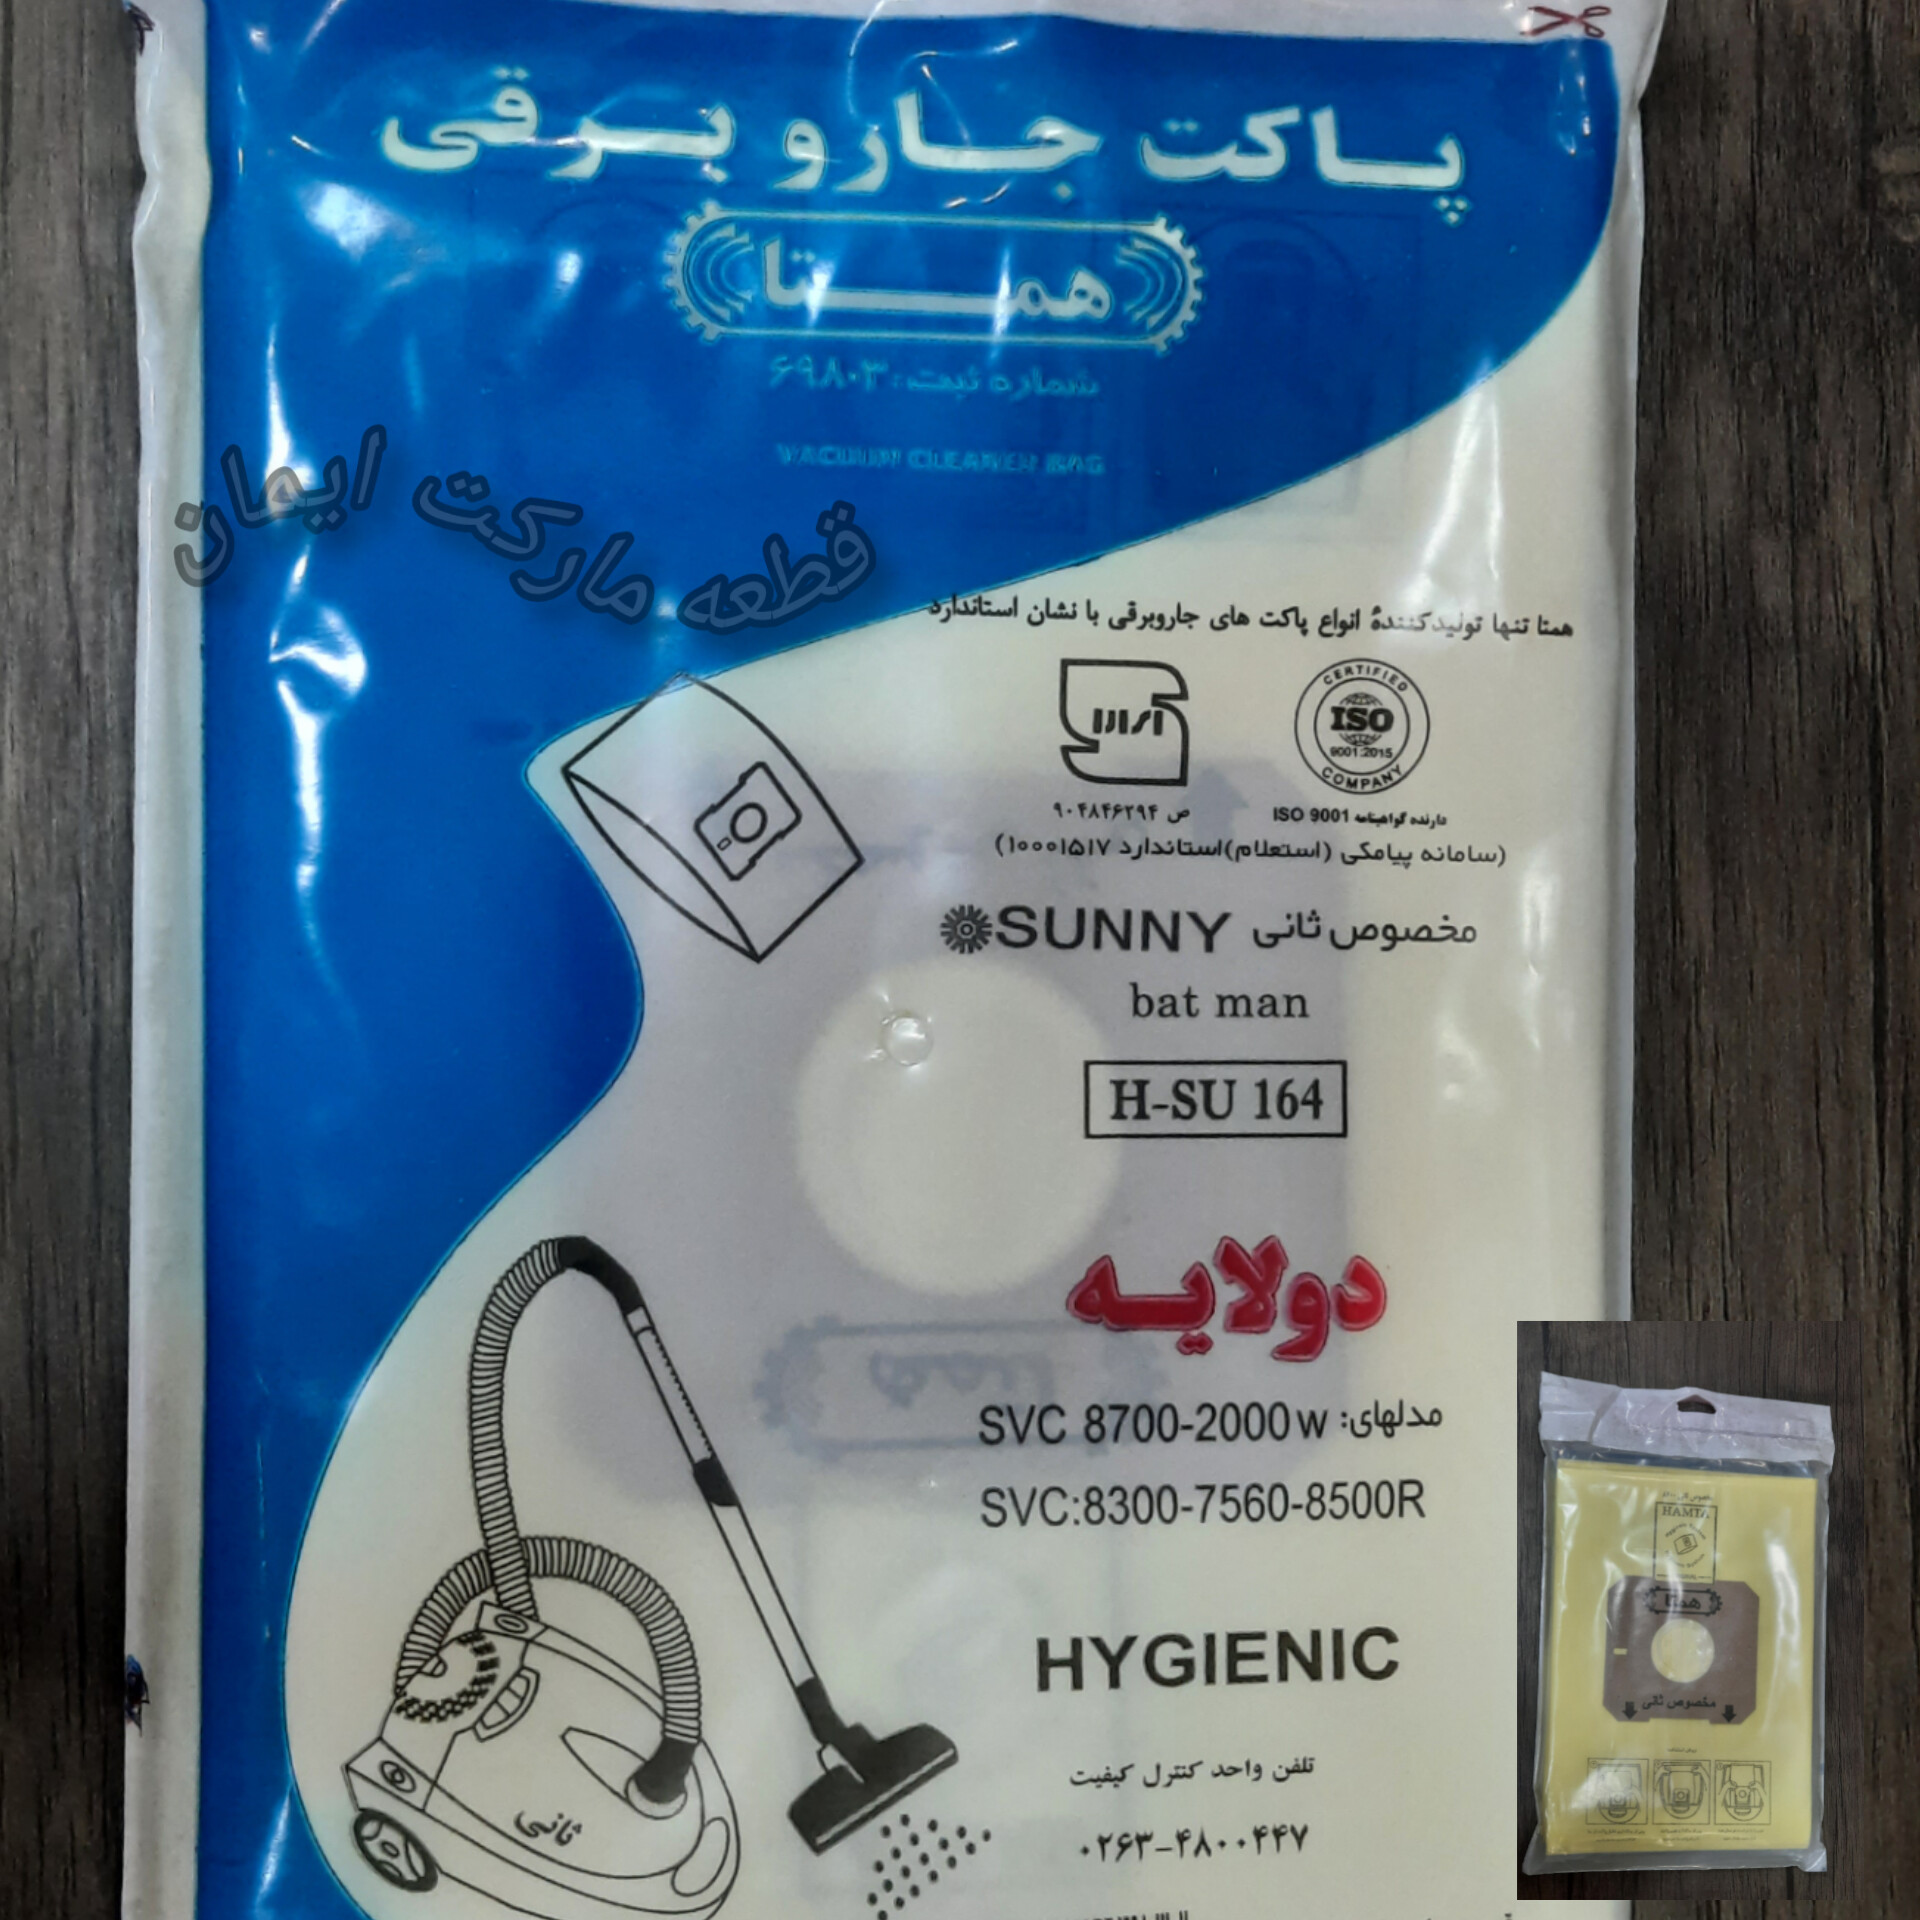 پاکت جارو برقی
همتا
شماره ثبت: ۶۹۸۰۳
VACUUM CLEANER BAG
قطعه مارکت ایمان
همتا تنها تولیدکنندهٔ انواع پاکت های جاروبرقی با نشان استاندارد
CERTIFIED
ISO
9001:2015
COMPANY
ص ۹۰۴۸۴۶۲۹۴
دارنده گواهینامه ISO 9001
(سامانه پیامکی (استعلام)استاندارد ۱۰۰۰۱۵۱۷)
مخصوص ثانی SUNNY
bat man
H-SU 164
دولایه
مدلهای: SVC 8700-2000w
SVC:8300-7560-8500R
HYGIENIC
تلفن واحد کنترل کیفیت
۰۲۶۳-۴۸۰۰۴۴۷
ثانی
HAMTA
همتا
مخصوص ثانی